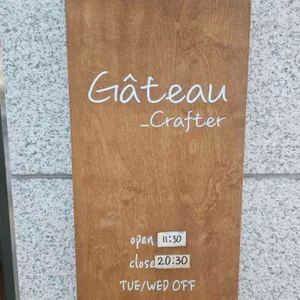 Gâteau
_Crafter
open 11:30
close 20:30
TUE/WED OFF